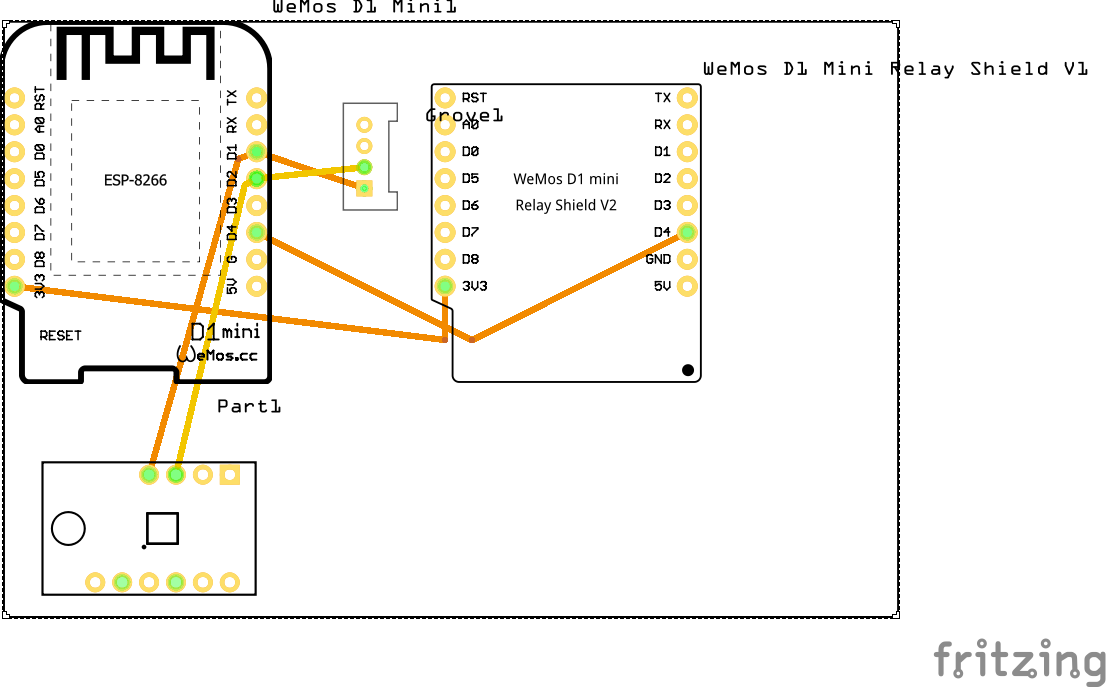 WeMos D1 Mini1
WeMos D1 Mini Relay Shield V1
Grove1
RST
A0
D0
D5
D6
D7
D8
3V3
TX
RX
D1
D2
D3
D4
G
5V
ESP-8266
RESET
D1mini
WeMos.cc
RST
A0
D0
D5
D6
D7
D8
3V3
TX
RX
D1
D2
D3
D4
GND
5V
WeMos D1 mini
Relay Shield V2
Part1
fritzing